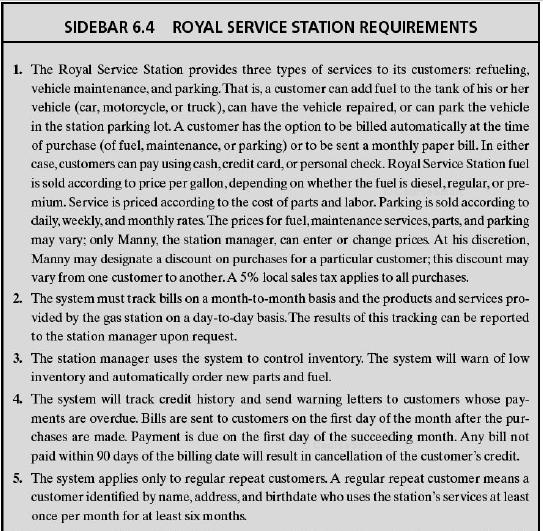 SIDEBAR 6.4 ROYAL SERVICE STATION REQUIREMENTS
1. The Royal Service Station provides three types of services to its customers: refueling,
vehicle maintenance, and parking. That is, a customer can add fuel to the tank of his or her
vehicle (car, motorcycle, or truck), can have the vehicle repaired, or can park the vehicle
in the station parking lot. A customer has the option to be billed automatically at the time
of purchase (of fuel, maintenance, or parking) or to be sent a monthly paper bill. In either
case, customers can pay using cash, credit card, or personal check. Royal Service Station fuel
is sold according to price per gallon, depending on whether the fuel is diesel, regular, or pre-
mium. Service is priced according to the cost of parts and labor. Parking is sold according to
daily, weekly, and monthly rates. The prices for fuel, maintenance services, parts, and parking
may vary; only Manny, the station manager, can enter or change prices. At his discretion,
Manny may designate a discount on purchases for a particular customer; this discount may
vary from one customer to another. A 5% local sales tax applies to all purchases.
2. The system must track bills on a month-to-month basis and the products and services pro-
vided by the gas station on a day-to-day basis. The results of this tracking can be reported
to the station manager upon request.
3. The station manager uses the system to control inventory. The system will warn of low
inventory and automatically order new parts and fuel.
4. The system will track credit history and send warning letters to customers whose pay-
ments are overdue. Bills are sent to customers on the first day of the month after the pur-
chases are made. Payment is due on the first day of the succeeding month. Any bill not
paid within 90 days of the billing date will result in cancellation of the customer's credit.
5. The system applies only to regular repeat customers. A regular repeat customer means a
customer identified by name, address, and birthdate who uses the station's services at least
once per month for at least six months.